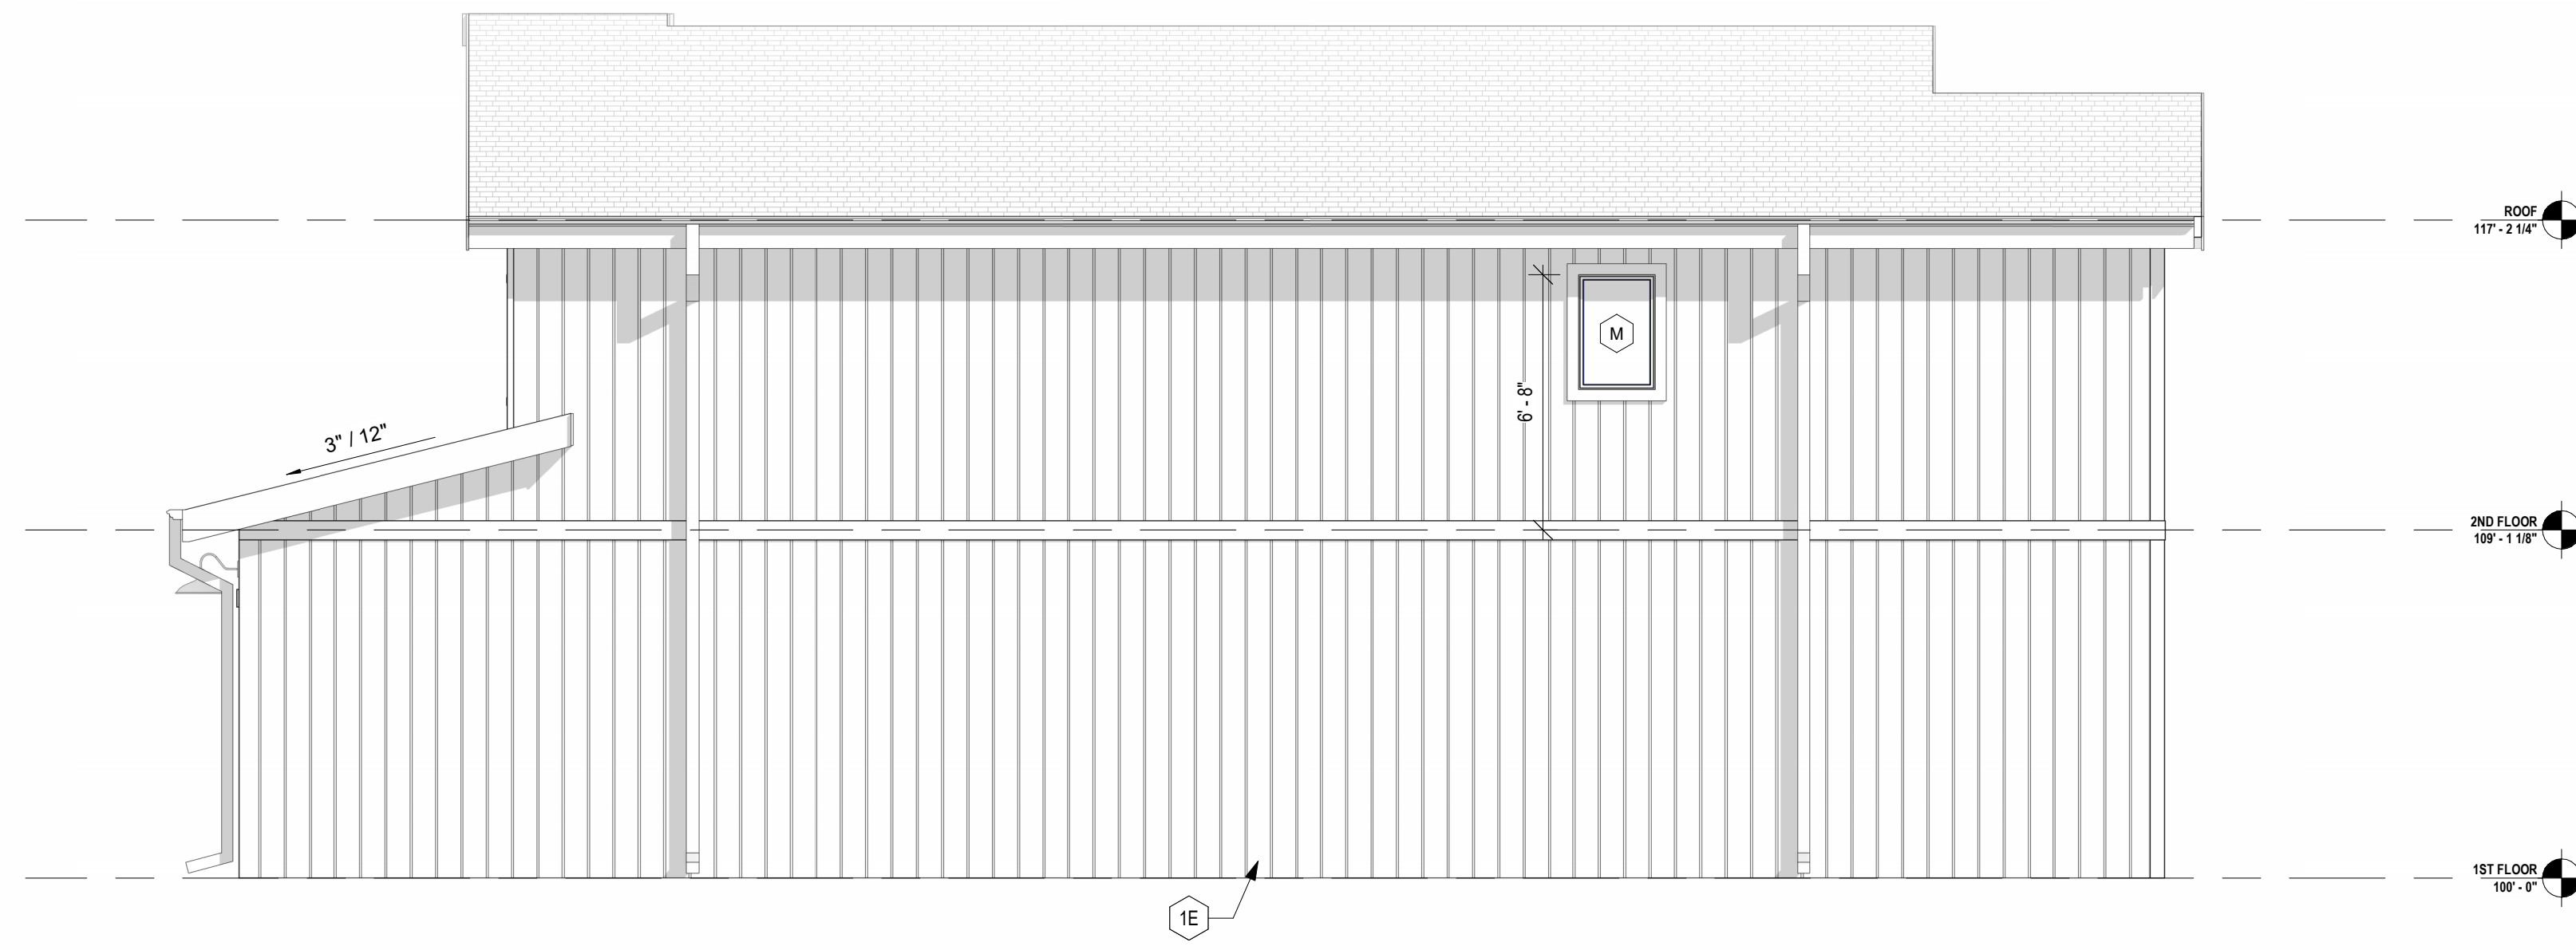 ROOF
117' - 2 1/4"
M
6' - 8"
3" / 12"
2ND FLOOR
109' - 1 1/8"
1ST FLOOR
100' - 0"
1E